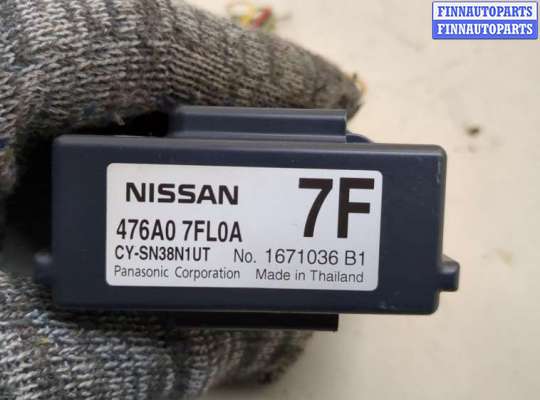 FINNAUTOPARTS
FINNAUTOPARTS
NISSAN 7F
476A0 7FL0A
CY-SN38N1UT No. 1671036 B1
Panasonic Corporation Made in Thailand